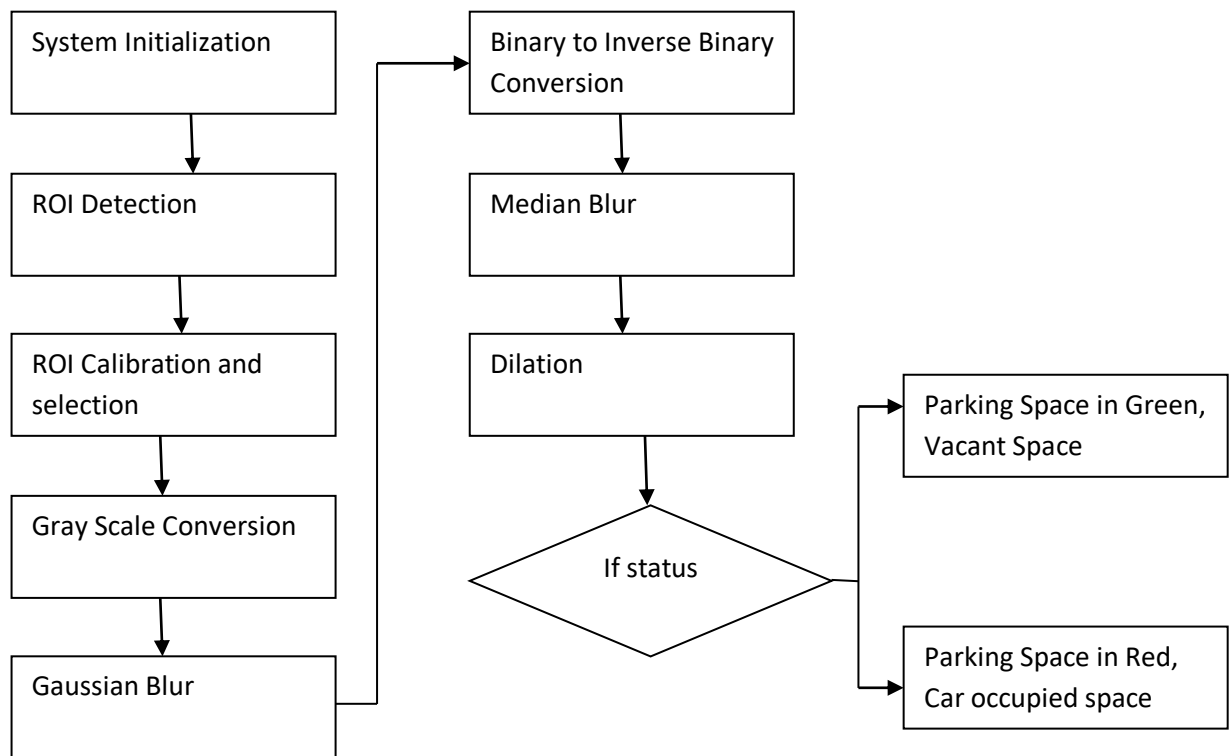 System Initialization
ROI Detection
ROI Calibration and
selection
Gray Scale Conversion
Gaussian Blur
Binary to Inverse Binary
Conversion
Median Blur
Dilation
If status
Parking Space in Green,
Vacant Space
Parking Space in Red,
Car occupied space